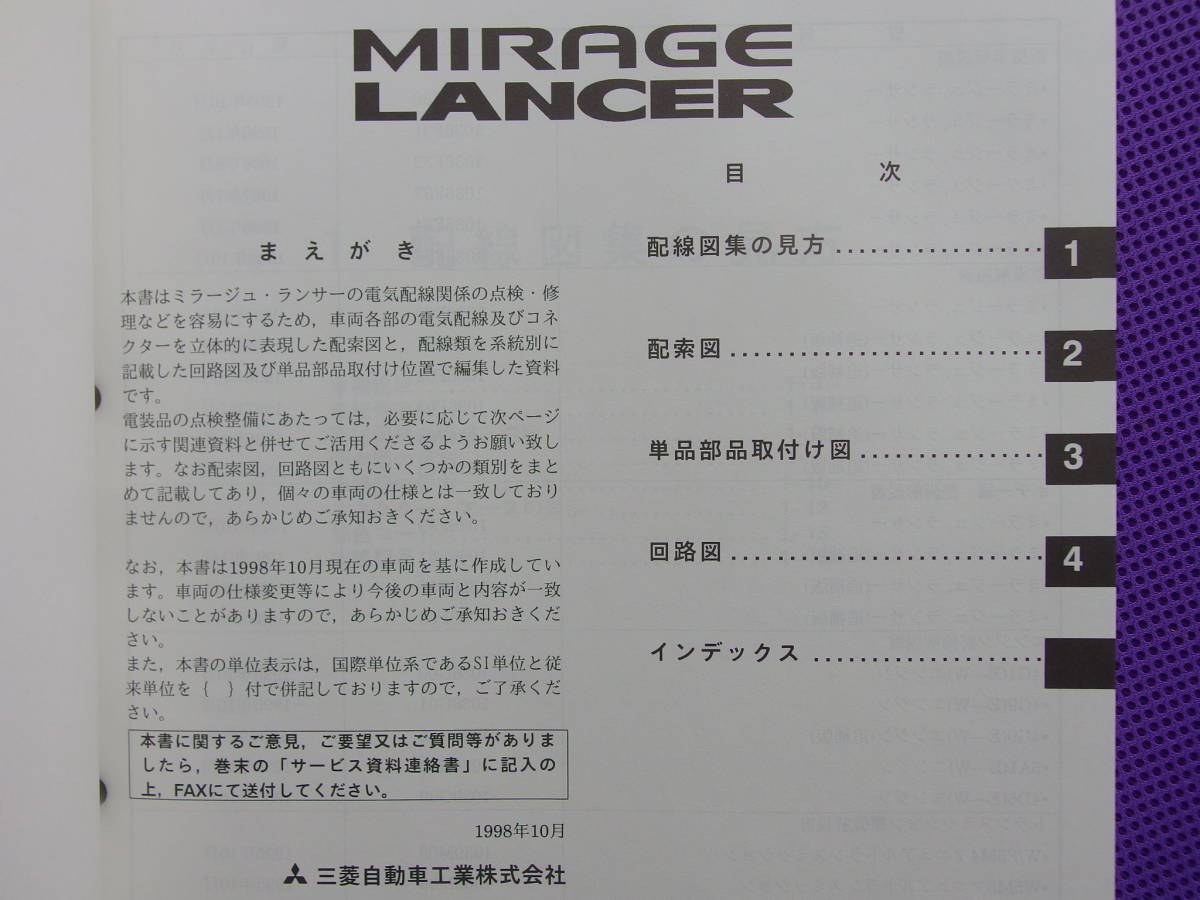 MIRAGE
LANCER
まえがき
本書はミラージュ・ランサーの電気配線関係の点検・修
理などを容易にするため，車両各部の電気配線及びコネ
クターを立体的に表現した配索図と，配線類を系統別に
記載した回路図及び単品部品取付け位置で編集した資料
です。
電装品の点検整備にあたっては，必要に応じて次ページ
に示す関連資料と併せてご活用くださるようお願い致し
ます。なお配索図，回路図ともにいくつかの類別をまと
めて記載してあり，個々の車両の仕様とは一致しており
ませんので，あらかじめご承知おきください。
なお，本書は1998年10月現在の車両を基に作成してい
ます。車両の仕様変更等により今後の車両と内容が一致
しないことがありますので，あらかじめご承知おきくだ
さい。
また，本書の単位表示は，国際単位系であるSI単位と従
来単位を｛　｝付で併記しておりますので，ご了承くだ
さい。
本書に関するご意見，ご要望又はご質問等がありま
したら，巻末の「サービス資料連絡書」に記入の
上，FAXにて送付してください。
1998年10月
三菱自動車工業株式会社
目　次
配線図集の見方 .................. 1
配索図 ........................... 2
単品部品取付け図 ................ 3
回路図 ........................... 4
インデックス ....................